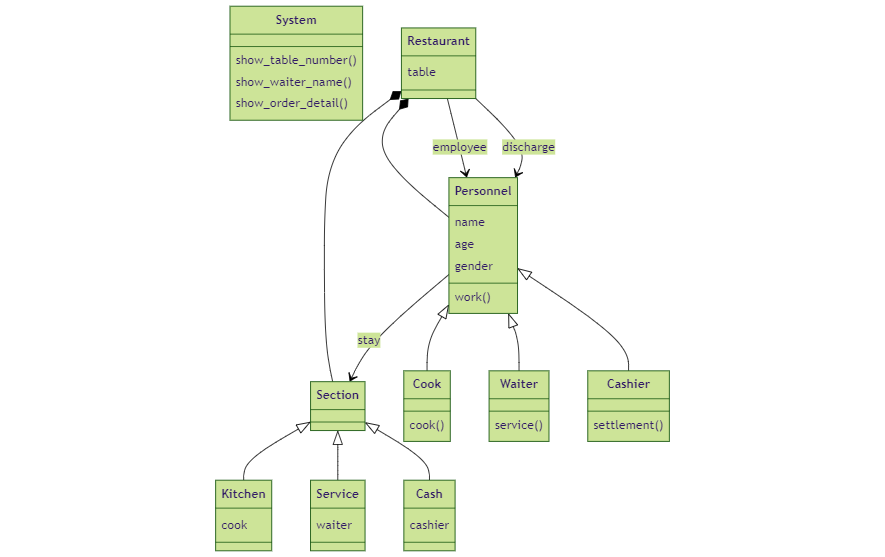 System
show_table_number()
show_waiter_name()
show_order_detail()
Restaurant
table
employee
discharge
Personnel
name
age
gender
work()
stay
Section
Cook
cook()
Waiter
service()
Cashier
settlement()
Kitchen
cook
Service
waiter
Cash
cashier